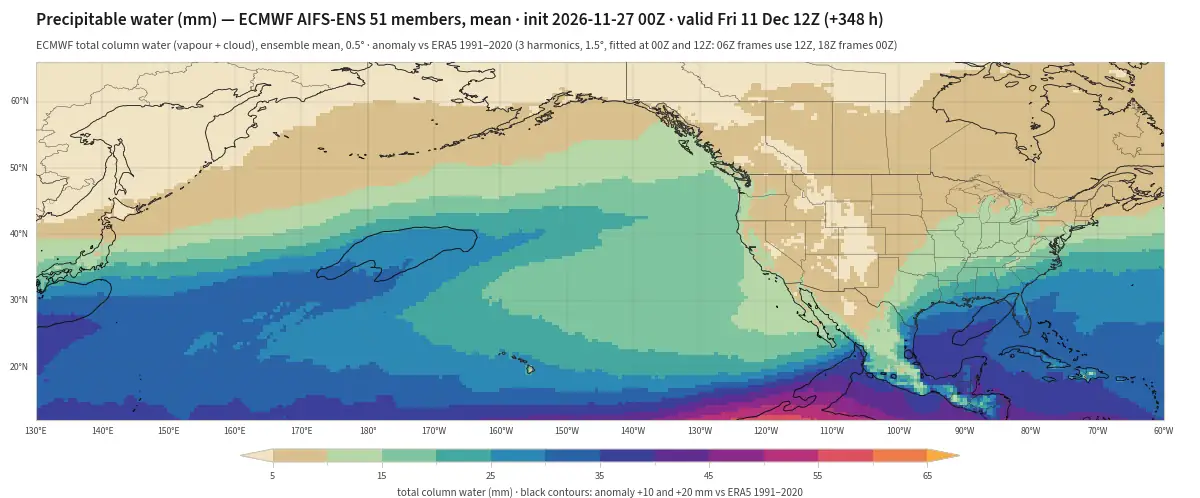 Precipitable water (mm) — ECMWF AIFS-ENS 51 members, mean · init 2026-11-27 00Z · valid Fri 11 Dec 12Z (+348 h)
ECMWF total column water (vapour + cloud), ensemble mean, 0.5° · anomaly vs ERA5 1991–2020 (3 harmonics, 1.5°, fitted at 00Z and 12Z: 06Z frames use 12Z, 18Z frames 00Z)
60°N
50°N
40°N
30°N
20°N
130°E 140°E 150°E 160°E 170°E 180° 170°W 160°W 150°W 140°W 130°W 120°W 110°W 100°W 90°W 80°W 70°W 60°W
5 15 25 35 45 55 65
total column water (mm) · black contours: anomaly +10 and +20 mm vs ERA5 1991–2020